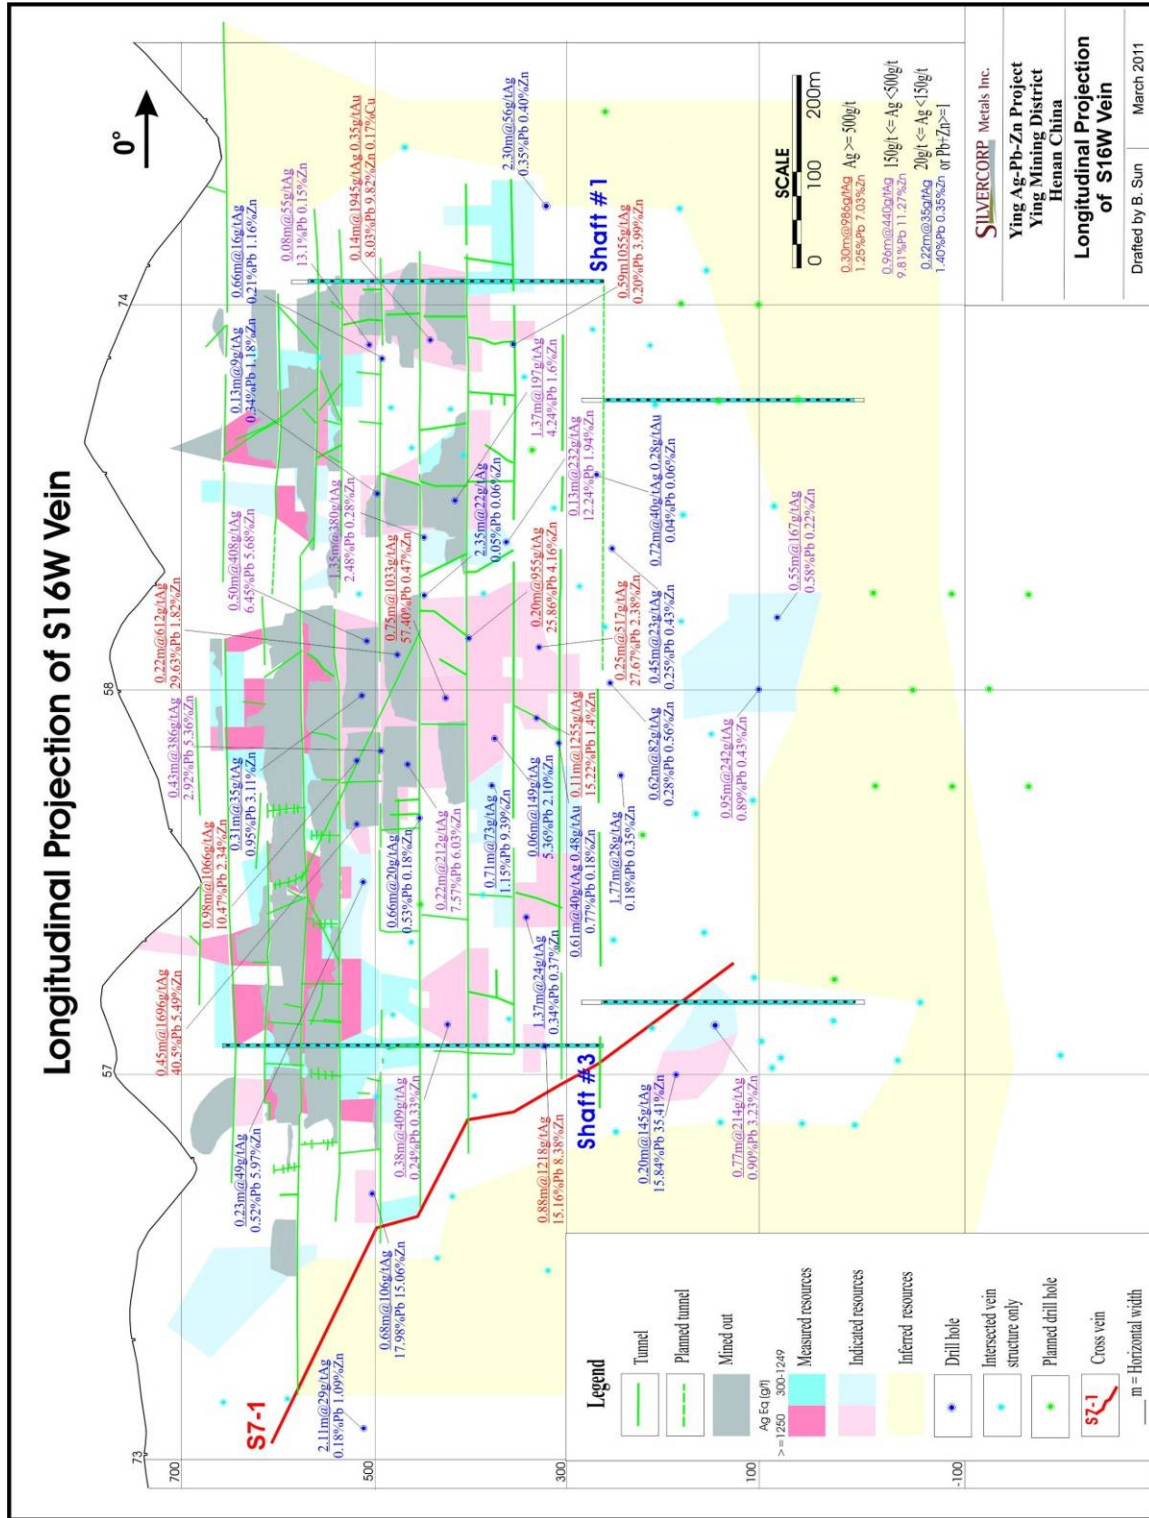 Longitudinal Projection of S16W Vein
0°
73
57
58
74
700
500
300
100
-100
S7-1
Shaft #3
Shaft #1
2.11m@29g/tAg
0.18%Pb 1.09%Zn
0.68m@106g/tAg
17.98%Pb 15.06%Zn
0.23m@49g/tAg
0.52%Pb 5.97%Zn
0.45m@1696g/tAg
40.5%Pb 5.49%Zn
0.98m@1066g/tAg
10.47%Pb 2.34%Zn
0.31m@35g/tAg
0.95%Pb 3.11%Zn
0.43m@386g/tAg
2.92%Pb 5.36%Zn
0.22m@612g/tAg
29.63%Pb 1.82%Zn
0.50m@408g/tAg
6.45%Pb 5.68%Zn
0.13m@9g/tAg
0.34%Pb 1.18%Zn
0.66m@16g/tAg
0.21%Pb 1.16%Zn
0.08m@55g/tAg
13.1%Pb 0.15%Zn
0.14m@1945g/tAg 0.35g/tAu
8.03%Pb 9.82%Zn 0.17%Cu
1.35m@380g/tAg
2.48%Pb 0.28%Zn
0.75m@1033g/tAg
57.40%Pb 0.47%Zn
0.66m@20g/tAg
0.53%Pb 0.18%Zn
0.22m@212g/tAg
7.57%Pb 6.03%Zn
0.38m@409g/tAg
0.24%Pb 0.33%Zn
0.71m@73g/tAg
1.15%Pb 9.39%Zn
2.35m@22g/tAg
0.05%Pb 0.06%Zn
1.37m@197g/tAg
4.24%Pb 1.6%Zn
2.30m@56g/tAg
0.35%Pb 0.40%Zn
0.88m@1218g/tAg
15.16%Pb 8.38%Zn
1.37m@24g/tAg
0.34%Pb 0.37%Zn
0.06m@149g/tAg
5.36%Pb 2.10%Zn
0.20m@955g/tAg
25.86%Pb 4.16%Zn
0.13m@232g/tAg
12.24%Pb 1.94%Zn
0.59m1055g/tAg
0.20%Pb 3.99%Zn
0.61m@40g/tAg 0.48g/tAu
0.77%Pb 0.18%Zn
0.11m@1255g/tAg
15.22%Pb 1.4%Zn
0.25m@517g/tAg
27.67%Pb 2.38%Zn
1.77m@28g/tAg
0.18%Pb 0.35%Zn
0.62m@82g/tAg
0.28%Pb 0.56%Zn
0.45m@23g/tAg
0.25%Pb 0.43%Zn
0.72m@40g/tAg 0.28g/tAu
0.04%Pb 0.06%Zn
0.20m@145g/tAg
15.84%Pb 35.41%Zn
0.77m@214g/tAg
0.90%Pb 3.23%Zn
0.95m@242g/tAg
0.89%Pb 0.43%Zn
0.55m@167g/tAg
0.58%Pb 0.22%Zn
Legend
Tunnel
Planned tunnel
Mined out
Ag Eq (g/t)
>=1250 300-1249
Measured resources
Indicated resources
Inferred resources
Drill hole
Intersected vein
structure only
Planned drill hole
S7-1 Cross vein
m = Horizontal width
SCALE
0 100 200m
0.30m@986g/tAg Ag >= 500g/t
1.25%Pb 7.03%Zn
0.96m@440g/tAg 150g/t <= Ag <500g/t
9.81%Pb 11.27%Zn
0.22m@35g/tAg 20g/t <= Ag <150g/t
1.40%Pb 0.35%Zn or Pb+Zn>=1
SILVERCORP Metals Inc.
Ying Ag-Pb-Zn Project
Ying Mining District
Henan China
Longitudinal Projection
of S16W Vein
Drafted by B. Sun March 2011